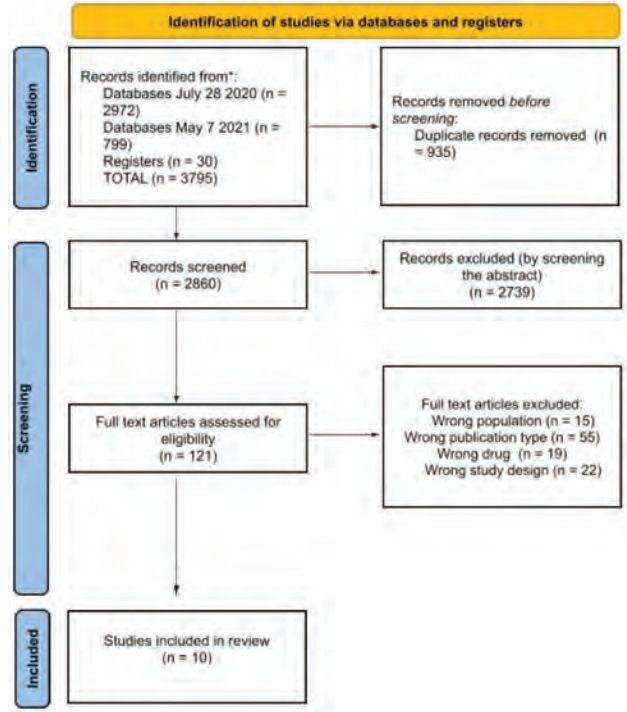 Identification of studies via databases and registers
Identification
Records identified from*:
Databases July 28 2020 (n =
2972)
Databases May 7 2021 (n =
799)
Registers (n = 30)
TOTAL (n = 3795)
Records removed before
screening:
Duplicate records removed (n
= 935)
Screening
Records screened
(n = 2860)
Records excluded (by screening
the abstract)
(n = 2739)
Full text articles assessed for
eligibility
(n = 121)
Full text articles excluded:
Wrong population (n = 15)
Wrong publication type (n = 55)
Wrong drug (n = 19)
Wrong study design (n = 22)
Included
Studies included in review
(n = 10)